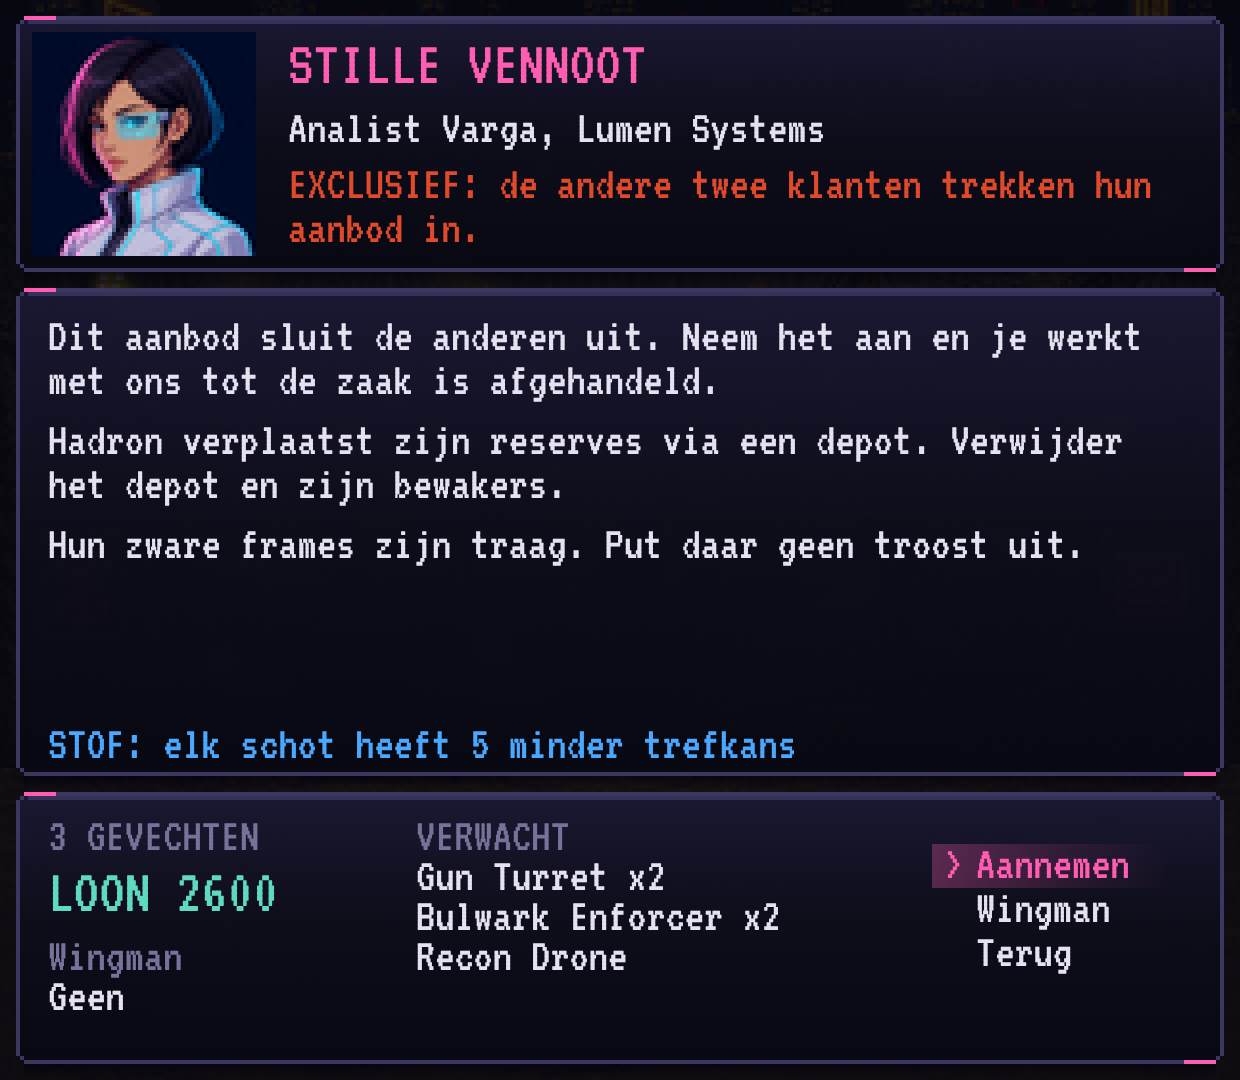 STILLE VENNOOT
Analist Varga, Lumen Systems
EXCLUSIEF: de andere twee klanten trekken hun
aanbod in.
Dit aanbod sluit de anderen uit. Neem het aan en je werkt
met ons tot de zaak is afgehandeld.
Hadron verplaatst zijn reserves via een depot. Verwijder
het depot en zijn bewakers.
Hun zware frames zijn traag. Put daar geen troost uit.
STOF: elk schot heeft 5 minder trefkans
3 GEVECHTEN
LOON 2600
Wingman
Geen
VERWACHT
Gun Turret x2
Bulwark Enforcer x2
Recon Drone
> Aannemen
Wingman
Terug